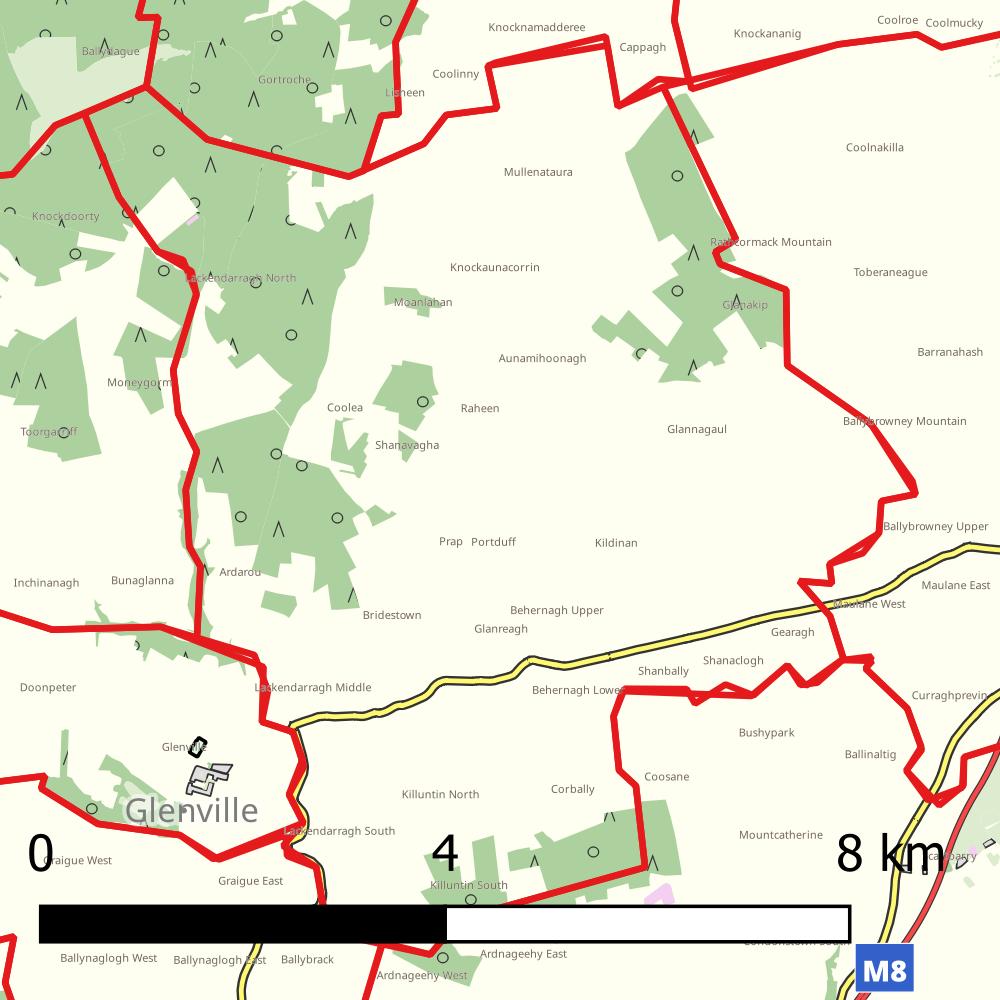 Knocknamadderee
Coolroe
Coolmucky
Knockananig
Cappagh
Ballydague
Coolinny
Gortroche
Lisheen
Coolnakilla
Mullenataura
Knockdoorty
Rathcormack Mountain
Knockaunacorrin
Toberaneague
Lackendarragh North
Moanlahan
Glenakip
Barranahash
Aunamihoonagh
Moneygorm
Coolea
Raheen
Ballybrowney Mountain
Toorgarriff
Glannagaul
Shanavagha
Ballybrowney Upper
Prap
Portduff
Kildinan
Ardarou
Inchinanagh
Bunaglanna
Maulane East
Maulane West
Behernagh Upper
Bridestown
Glanreagh
Gearagh
Shanaclogh
Shanbally
Doonpeter
Lackendarragh Middle
Behernagh Lower
Curraghprevin
Bushypark
Glenville
Ballinaltig
Coosane
Corbally
Killuntin North
Glenville
Lackendarragh South
Mountcatherine
0
4
8 km
Graigue West
Graigue East
Killuntin South
Ardnageehy East
Ballynaglogh West
Ballynaglogh East
Ballybrack
Ardnageehy West
M8